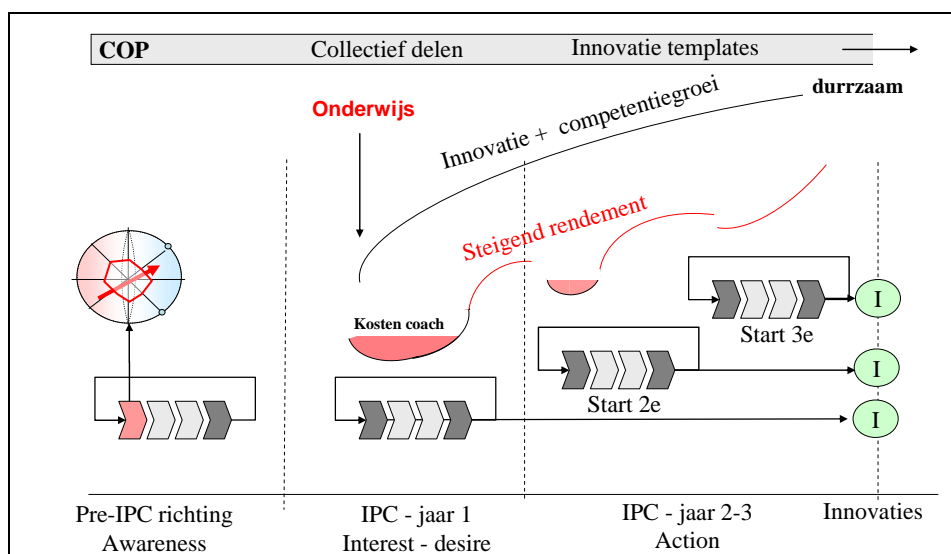 COP Collectief delen Innovatie templates
durrzaam
Onderwijs
Innovatie + competentiegroei
Steigend rendement
Kosten coach
Start 3e
Start 2e
I
I
I
Pre-IPC richting
Awareness
IPC - jaar 1
Interest - desire
IPC - jaar 2-3
Action
Innovaties